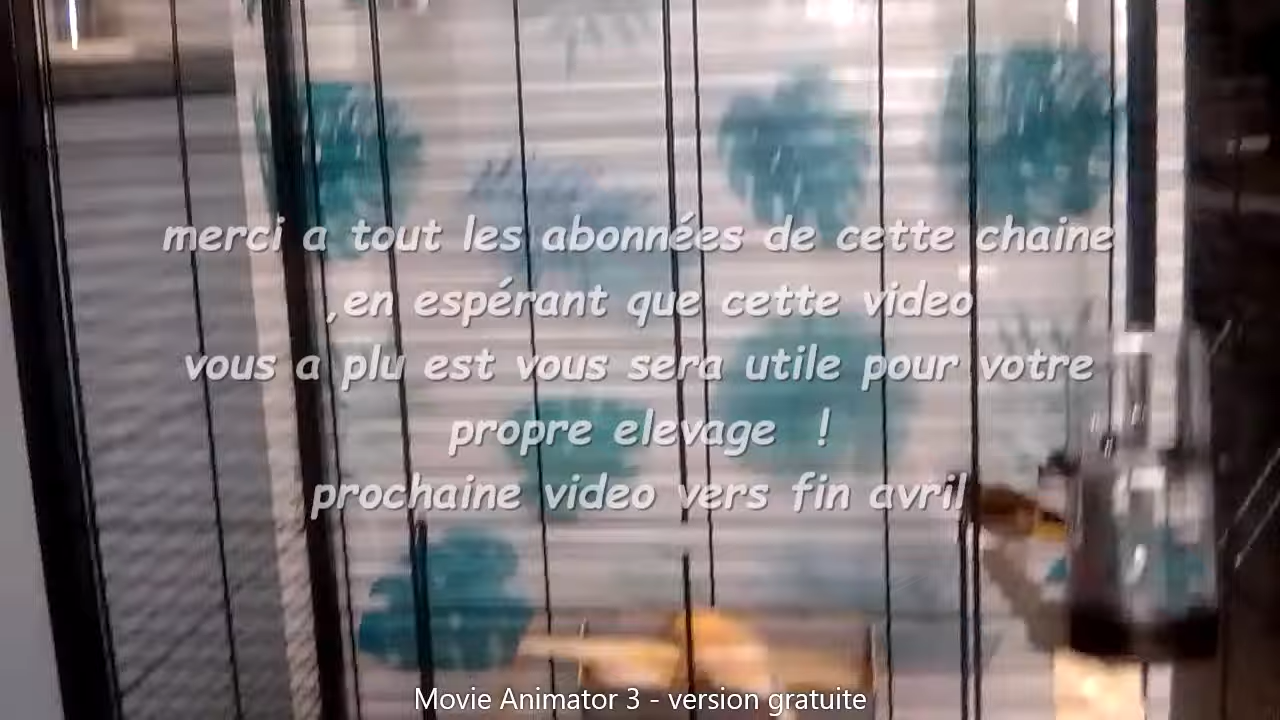 merci a tout les abonnées de cette chaine
,en espérant que cette video
vous a plu est vous sera utile pour votre
propre elevage !
prochaine video vers fin avril
Movie Animator 3 - version gratuite